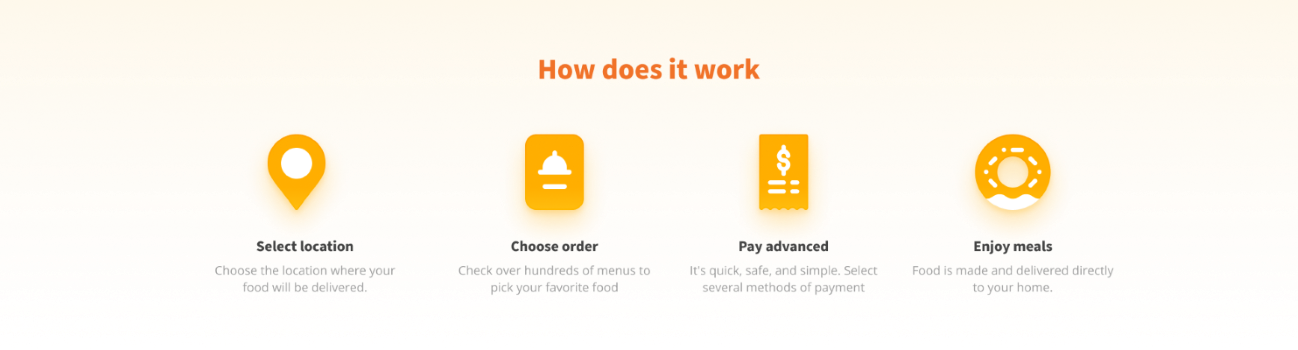 How does it work
$
Select location
Choose the location where your
food will be delivered.
Choose order
Check over hundreds of menus to
pick your favorite food
Pay advanced
It's quick, safe, and simple. Select
several methods of payment
Enjoy meals
Food is made and delivered directly
to your home.